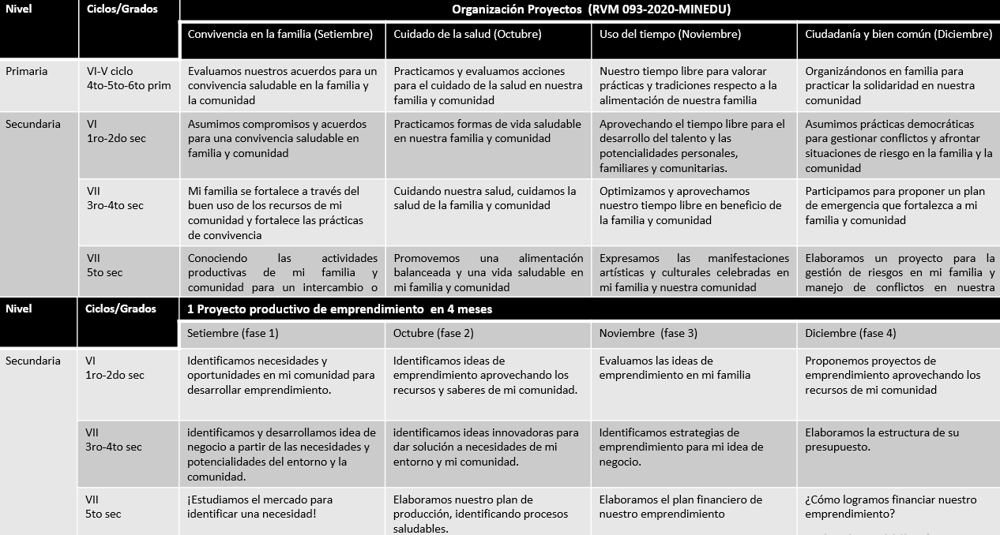 Nivel
Ciclos/Grados
Organización Proyectos (RVM 093-2020-MINEDU)
Convivencia en la familia (Setiembre)
Cuidado de la salud (Octubre)
Uso del tiempo (Noviembre)
Ciudadanía y bien común (Diciembre)
Primaria
VI-V ciclo
4to-5to-6to prim
Evaluamos nuestros acuerdos para un
convivencia saludable en la familia y
la comunidad
Practicamos y evaluamos acciones
para el cuidado de la salud en nuestra
familia y comunidad
Nuestro tiempo libre para valorar
prácticas y tradiciones respecto a la
alimentación de nuestra familia
Organizándonos en familia para
practicar la solidaridad en nuestra
comunidad
Secundaria
VI
1ro-2do sec
Asumimos compromisos y acuerdos
para una convivencia saludable en
familia y comunidad
Practicamos formas de vida saludable
en nuestra familia y comunidad
Aprovechando el tiempo libre para el
desarrollo del talento y las
potencialidades personales,
familiares y comunitarias.
Asumimos prácticas democráticas
para gestionar conflictos y afrontar
situaciones de riesgo en la familia y la
comunidad
VII
3ro-4to sec
Mi familia se fortalece a través del
buen uso de los recursos de mi
comunidad y fortalece las prácticas
de convivencia
Cuidando nuestra salud, cuidamos la
salud de la familia y comunidad
Optimizamos y aprovechamos
nuestro tiempo libre en beneficio de
la familia y comunidad
Participamos para proponer un plan
de emergencia que fortalezca a mi
familia y comunidad
VII
5to sec
Conociendo las actividades
productivas de mi familia y
comunidad para un intercambio o
Promovemos una alimentación
balanceada y una vida saludable en
mi familia y comunidad
Expresamos las manifestaciones
artísticas y culturales celebradas en
mi familia y nuestra comunidad
Elaboramos un proyecto para la
gestión de riesgos en mi familia y
manejo de conflictos en nuestra
Nivel
Ciclos/Grados
1 Proyecto productivo de emprendimiento en 4 meses
Setiembre (fase 1)
Octubre (fase 2)
Noviembre (fase 3)
Diciembre (fase 4)
Secundaria
VI
1ro-2do sec
Identificamos necesidades y
oportunidades en mi comunidad para
desarrollar emprendimiento.
Identificamos ideas de
emprendimiento aprovechando los
recursos y saberes de mi comunidad.
Evaluamos las ideas de
emprendimiento en mi familia
Proponemos proyectos de
emprendimiento aprovechando los
recursos de mi comunidad
VII
3ro-4to sec
identificamos y desarrollamos idea de
negocio a partir de las necesidades y
potencialidades del entorno y la
comunidad.
identificamos ideas innovadoras para
dar solución a necesidades de mi
entorno y mi comunidad.
Identificamos estrategias de
emprendimiento para mi idea de
negocio.
Elaboramos la estructura de su
presupuesto.
VII
5to sec
¡Estudiamos el mercado para
identificar una necesidad!
Elaboramos nuestro plan de
producción, identificando procesos
saludables.
Elaboramos el plan financiero de
nuestro emprendimiento
¿Cómo logramos financiar nuestro
emprendimiento?